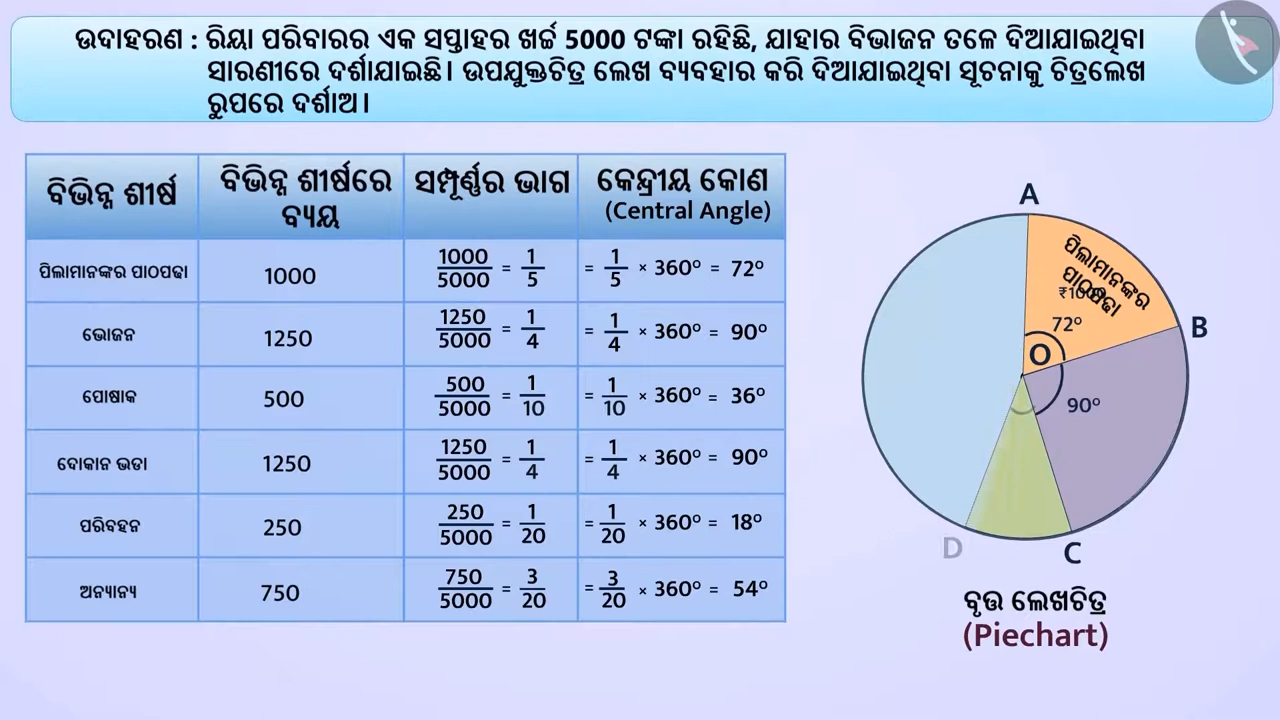 ଉଦାହରଣ : ରିୟା ପରିବାରର ଏକ ସପ୍ତାହର ଖର୍ଚ୍ଚ 5000 ଟଙ୍କା ରହିଛି, ଯାହାର ବିଭାଜନ ତଳେ ଦିଆଯାଇଥିବା
ସାରଣୀରେ ଦର୍ଶାଯାଇଛି। ଉପଯୁକ୍ତଚିତ୍ର ଲେଖ ବ୍ୟବହାର କରି ଦିଆଯାଇଥିବା ସୂଚନାକୁ ଚିତ୍ରଲେଖ
ରୁପରେ ଦର୍ଶାଅ।
ବିଭିନ୍ନ ଶୀର୍ଷ ବିଭିନ୍ନ ଶୀର୍ଷରେ ସମ୍ପୂର୍ଣ୍ଣର ଭାଗ କେନ୍ଦ୍ରୀୟ କୋଣ
ବ୍ୟୟ (Central Angle)
ପିଲାମାନଙ୍କର ପାଠପଢା 1000 1000/5000 = 1/5 = 1/5 × 360° = 72°
ଭୋଜନ 1250 1250/5000 = 1/4 = 1/4 × 360° = 90°
ପୋଷାକ 500 500/5000 = 1/10 = 1/10 × 360° = 36°
ଦୋକାନ ଭଡା 1250 1250/5000 = 1/4 = 1/4 × 360° = 90°
ପରିବହନ 250 250/5000 = 1/20 = 1/20 × 360° = 18°
ଅନ୍ୟାନ୍ୟ 750 750/5000 = 3/20 = 3/20 × 360° = 54°
A
ପିଲାମାନଙ୍କର
ପାଠପଢା
72°
B
O
90°
D
C
ବୃତ୍ତ ଲେଖଚିତ୍ର
(Piechart)